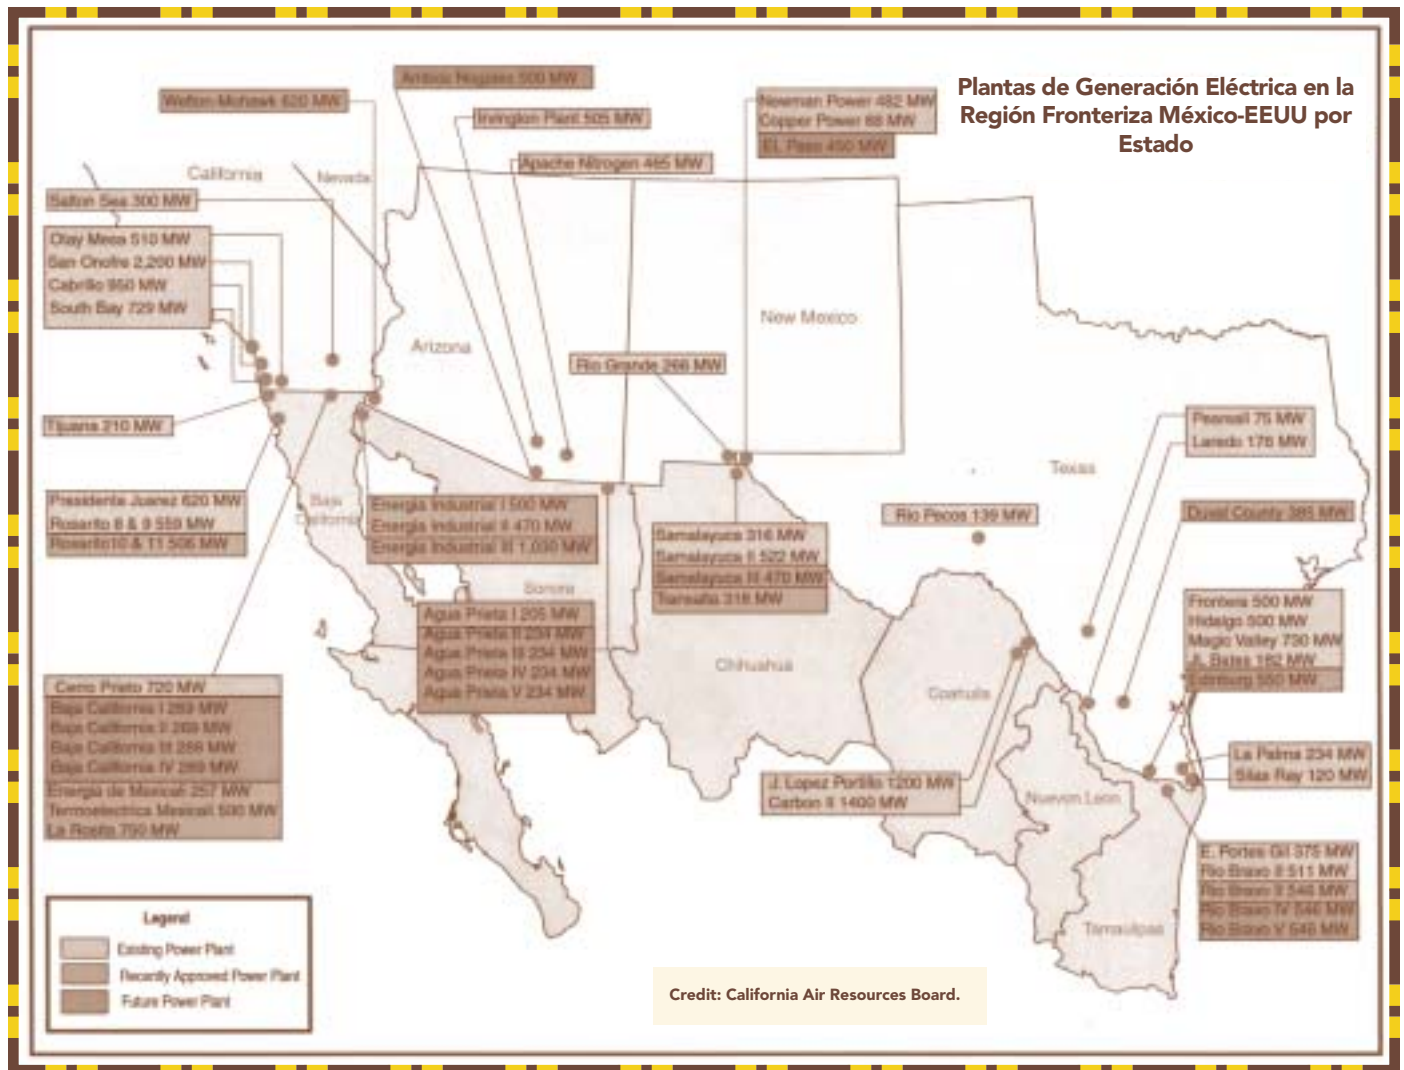 Plantas de Generación Eléctrica en la
Región Fronteriza México-EEUU por
Estado
Ambos Nogales 500 MW
Welton Mohawk 620 MW
Irvington Plant 505 MW
Apache Nitrogen 465 MW
Newman Power 482 MW
Copper Power 68 MW
EL Paso 450 MW
California
Nevada
Salton Sea 300 MW
Otay Mesa 510 MW
San Onofre 2,200 MW
Cabrillo 950 MW
South Bay 729 MW
Arizona
New Mexico
Rio Grande 266 MW
Tijuana 210 MW
Pearsall 75 MW
Laredo 178 MW
Texas
Presidente Juarez 620 MW
Rosarito 8 & 9 559 MW
Rosarito10 & 11 506 MW
Baja
California
Energia Industrial I 500 MW
Energia Industrial II 470 MW
Energia Industrial III 1,030 MW
Samalayuca 316 MW
Samalayuca II 522 MW
Samalayuca III 470 MW
Transalta 318 MW
Rio Pecos 139 MW
Duval County 385 MW
Sonora
Agua Prieta I 205 MW
Agua Prieta II 234 MW
Agua Prieta III 234 MW
Agua Prieta IV 234 MW
Agua Prieta V 234 MW
Frontera 500 MW
Hidalgo 500 MW
Magic Valley 730 MW
JL Bates 182 MW
Edinburg 550 MW
Chihuahua
Coahuila
Cerro Prieto 720 MW
Baja California I 269 MW
Baja California II 269 MW
Baja California III 288 MW
Baja California IV 289 MW
Energia de Mexicali 257 MW
Termoelectrica Mexicali 500 MW
La Rosita 750 MW
La Palma 234 MW
Silas Ray 120 MW
J. Lopez Portillo 1200 MW
Carbon II 1400 MW
Nuevon Leon
E. Portes Gil 375 MW
Rio Bravo II 511 MW
Rio Bravo II 546 MW
Rio Bravo IV 546 MW
Rio Bravo V 546 MW
Tamaulipas
Legend
Existing Power Plant
Recently Approved Power Plant
Future Power Plant
Credit: California Air Resources Board.